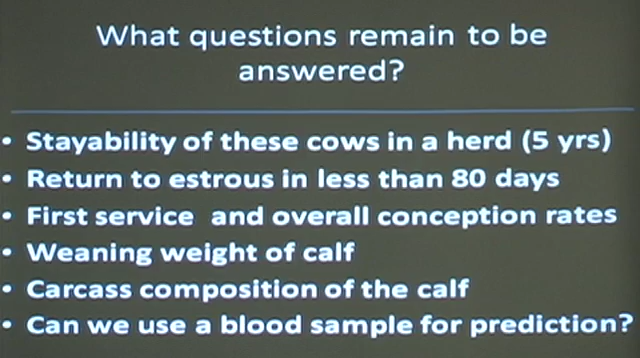 What questions remain to be
answered?
• Stayability of these cows in a herd (5 yrs)
• Return to estrous in less than 80 days
• First service and overall conception rates
• Weaning weight of calf
• Carcass composition of the calf
• Can we use a blood sample for prediction?